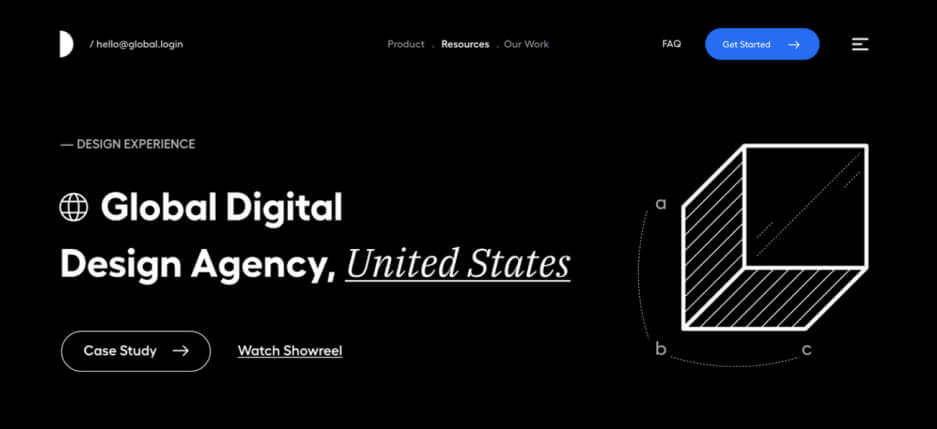 / hello@global.login
Product . Resources . Our Work
FAQ
Get Started
— DESIGN EXPERIENCE
Global Digital
Design Agency, United States
Case Study
Watch Showreel
a
b
c